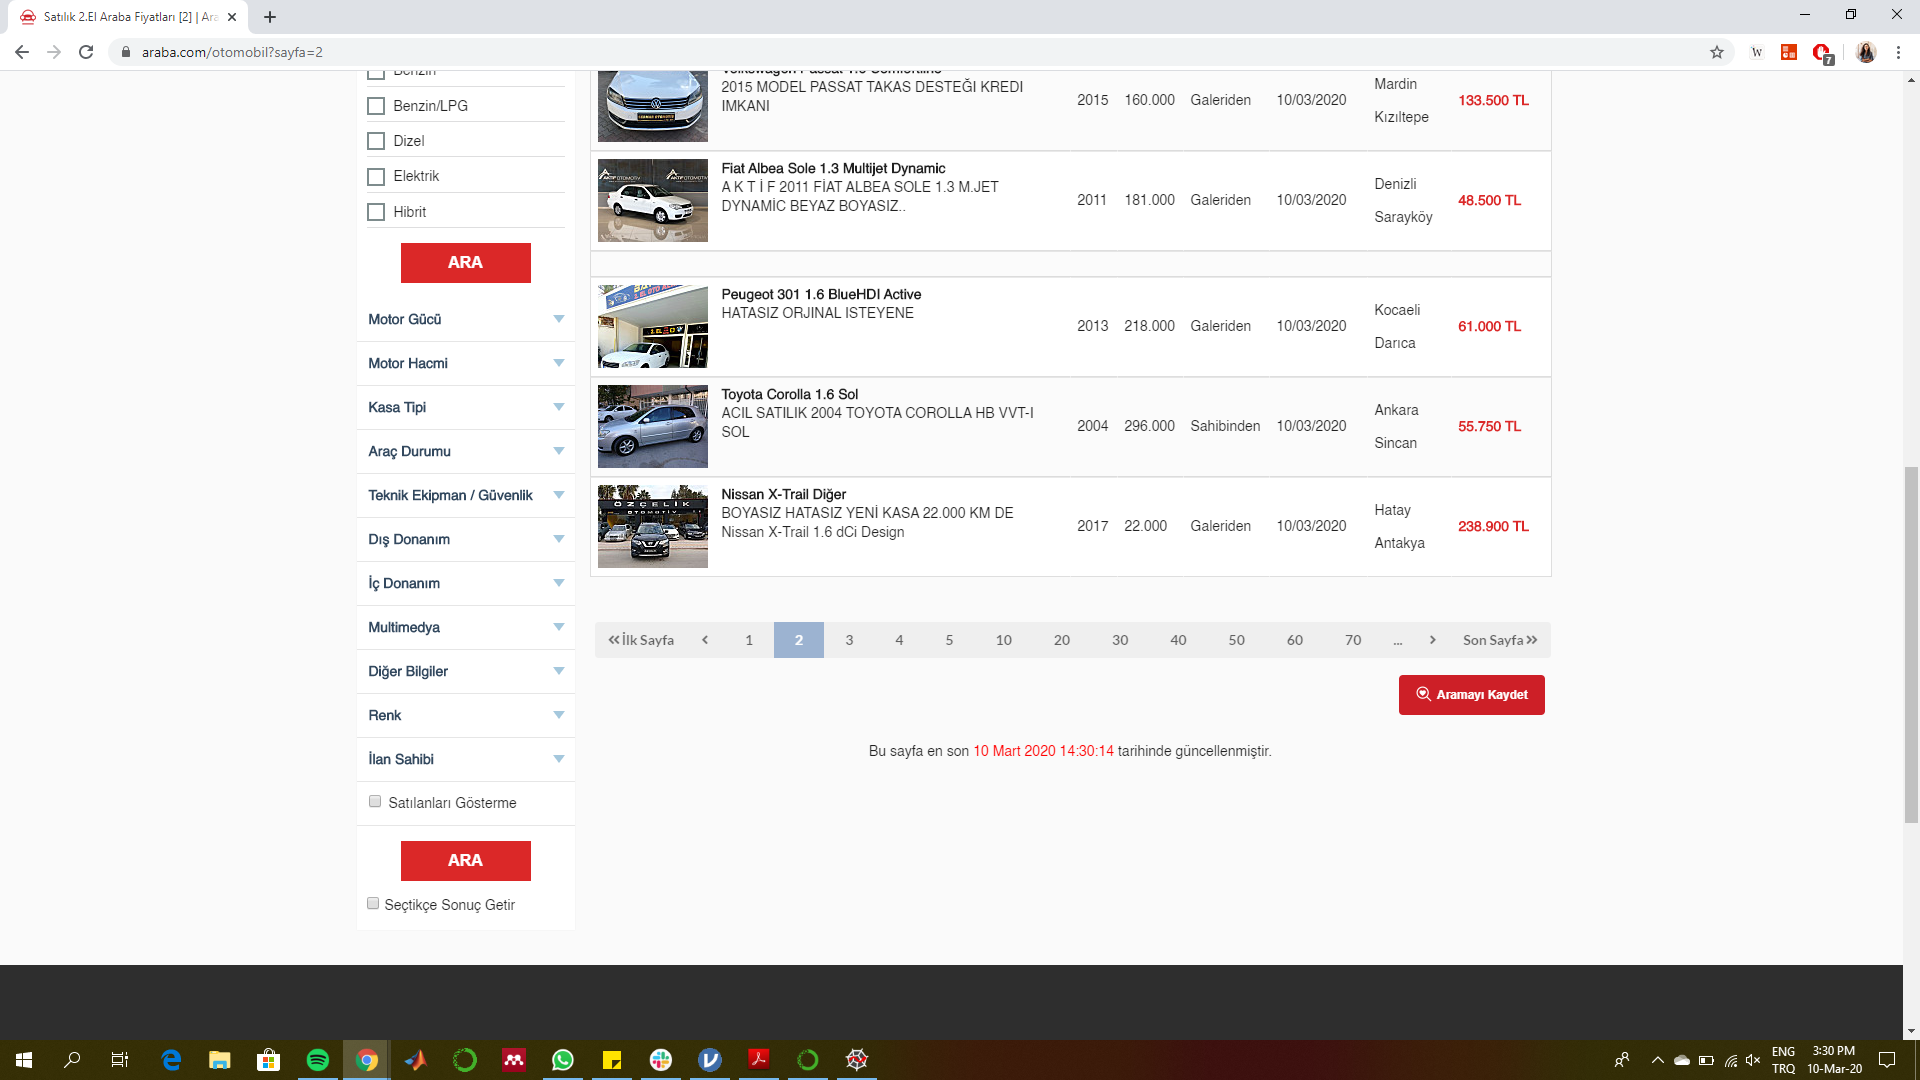 Satılık 2.El Araba Fiyatları [2] | Ara
araba.com/otomobil?sayfa=2
7
Benzin
Benzin/LPG
Dizel
Elektrik
Hibrit
ARA
Motor Gücü
Motor Hacmi
Kasa Tipi
Araç Durumu
Teknik Ekipman / Güvenlik
Dış Donanım
İç Donanım
Multimedya
Diğer Bilgiler
Renk
İlan Sahibi
Satılanları Gösterme
ARA
Seçtikçe Sonuç Getir
Volkswagen Passat 1.6 Comfortline
2015 MODEL PASSAT TAKAS DESTEĞI KREDI
IMKANI
2015 160.000 Galeriden 10/03/2020 Mardin Kızıltepe 133.500 TL
Fiat Albea Sole 1.3 Multijet Dynamic
A K T İ F 2011 FİAT ALBEA SOLE 1.3 M.JET
DYNAMİC BEYAZ BOYASIZ..
2011 181.000 Galeriden 10/03/2020 Denizli Sarayköy 48.500 TL
Peugeot 301 1.6 BlueHDI Active
HATASIZ ORJINAL ISTEYENE
2013 218.000 Galeriden 10/03/2020 Kocaeli Darıca 61.000 TL
Toyota Corolla 1.6 Sol
ACIL SATILIK 2004 TOYOTA COROLLA HB VVT-I
SOL
2004 296.000 Sahibinden 10/03/2020 Ankara Sincan 55.750 TL
ÖZÇELİK
Nissan X-Trail Diğer
BOYASIZ HATASIZ YENİ KASA 22.000 KM DE
Nissan X-Trail 1.6 dCi Design
2017 22.000 Galeriden 10/03/2020 Hatay Antakya 238.900 TL
İlk Sayfa 1 2 3 4 5 10 20 30 40 50 60 70 ... Son Sayfa
Aramayı Kaydet
Bu sayfa en son 10 Mart 2020 14:30:14 tarihinde güncellenmiştir.
ENG
TRQ
3:30 PM
10-Mar-20